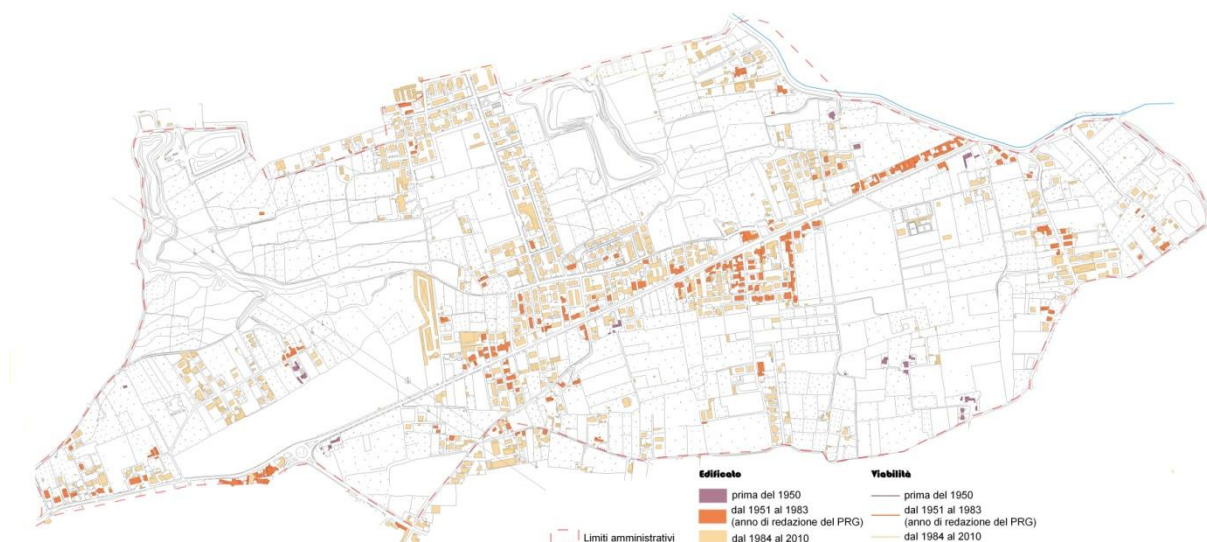 Edificato
prima del 1950
dal 1951 al 1983
(anno di redazione del PRG)
dal 1984 al 2010
Viabilità
prima del 1950
dal 1951 al 1983
(anno di redazione del PRG)
dal 1984 al 2010
Limiti amministrativi